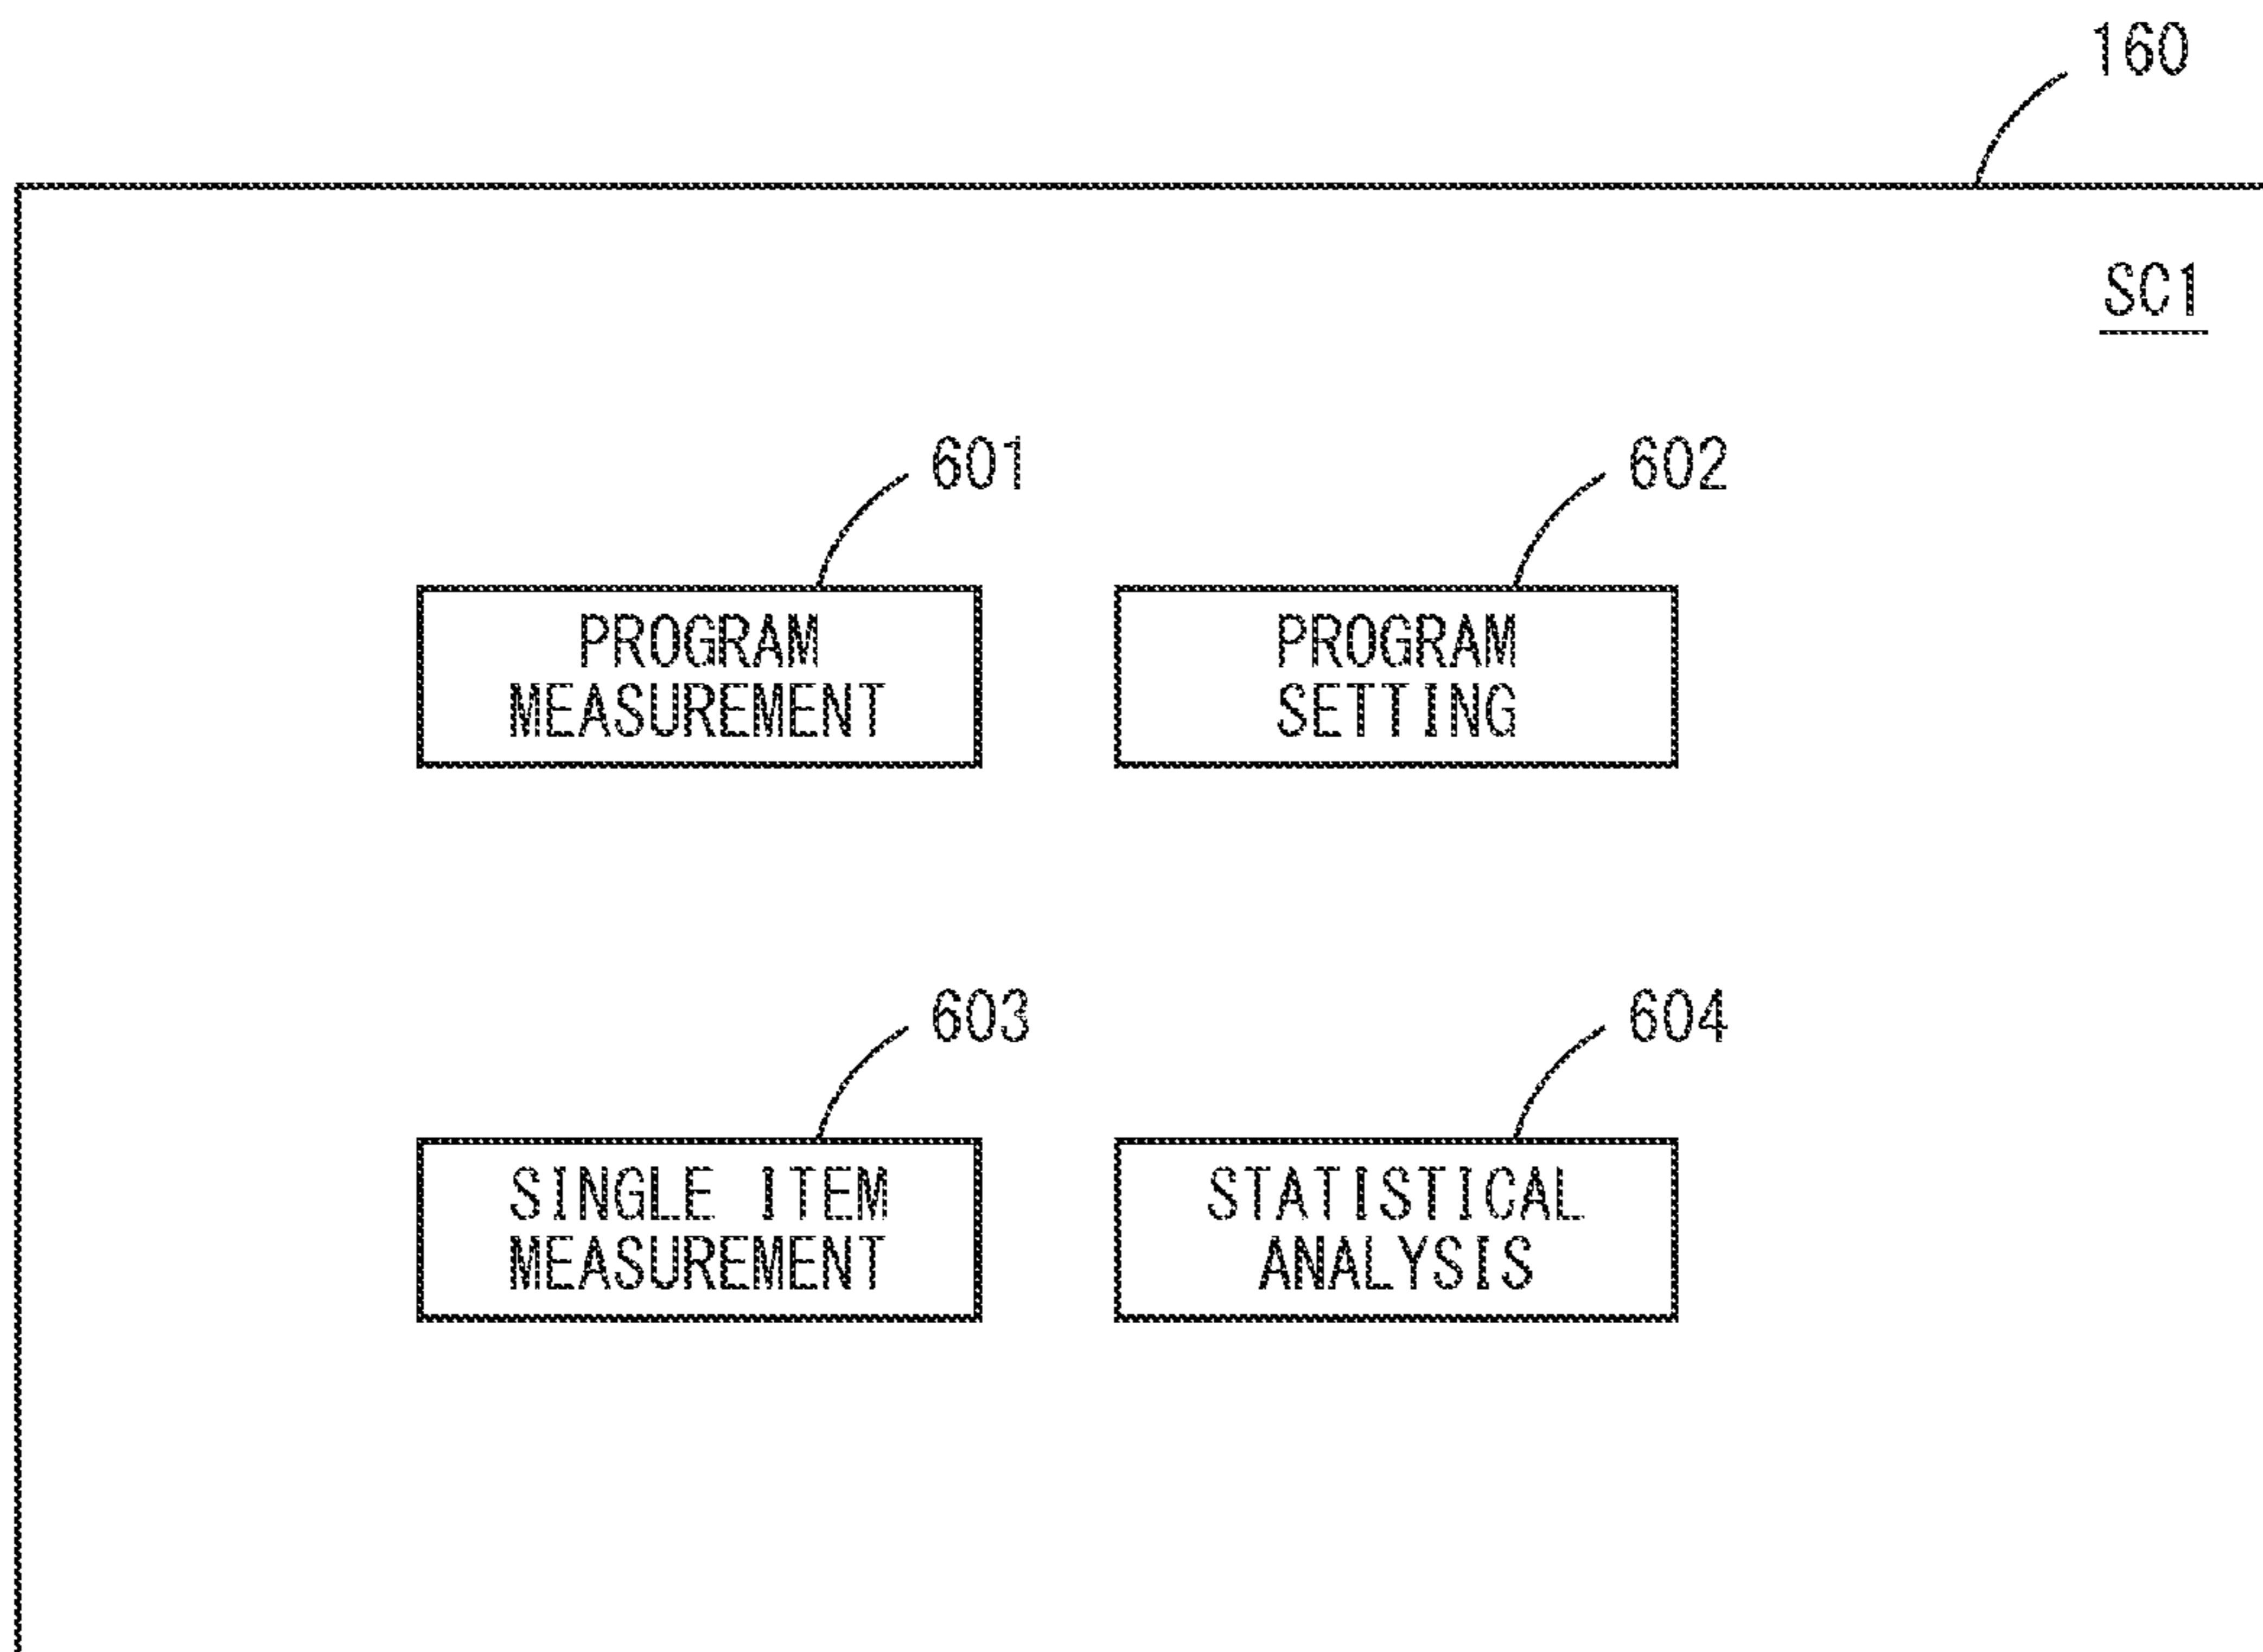 160
SC1
601
602
PROGRAM
MEASUREMENT
PROGRAM
SETTING
603
604
SINGLE ITEM
MEASUREMENT
STATISTICAL
ANALYSIS